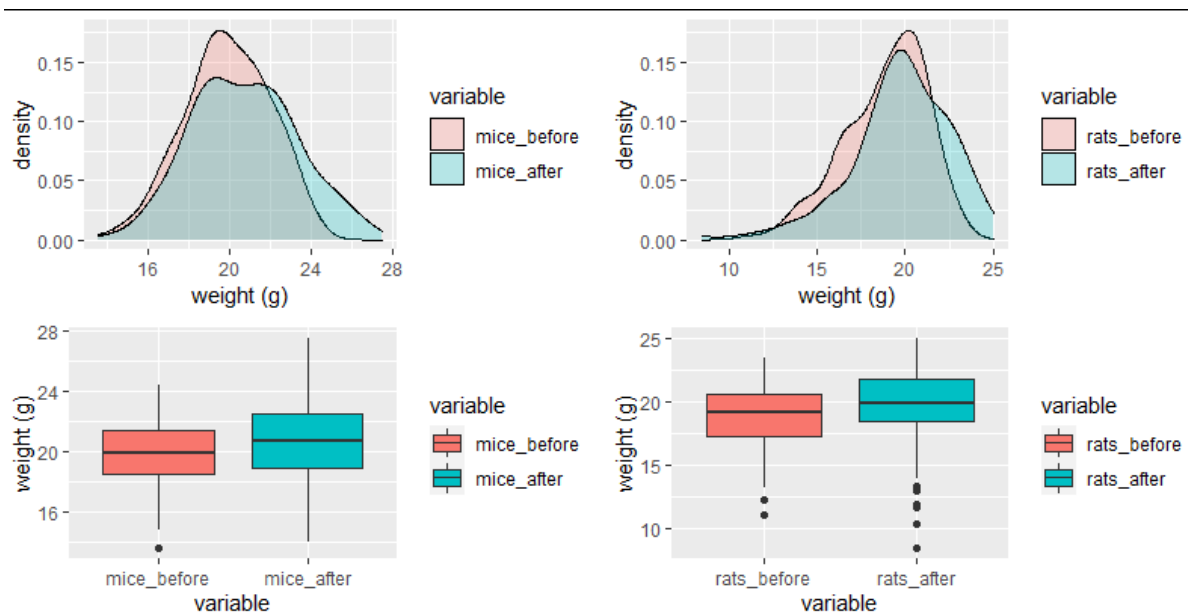 0.15
0.10
0.05
0.00
density
16 20 24 28
weight (g)
variable
mice_before
mice_after
0.15
0.10
0.05
0.00
density
10 15 20 25
weight (g)
variable
rats_before
rats_after
28
24
20
16
weight (g)
mice_before mice_after
variable
variable
mice_before
mice_after
25
20
15
10
weight (g)
rats_before rats_after
variable
variable
rats_before
rats_after